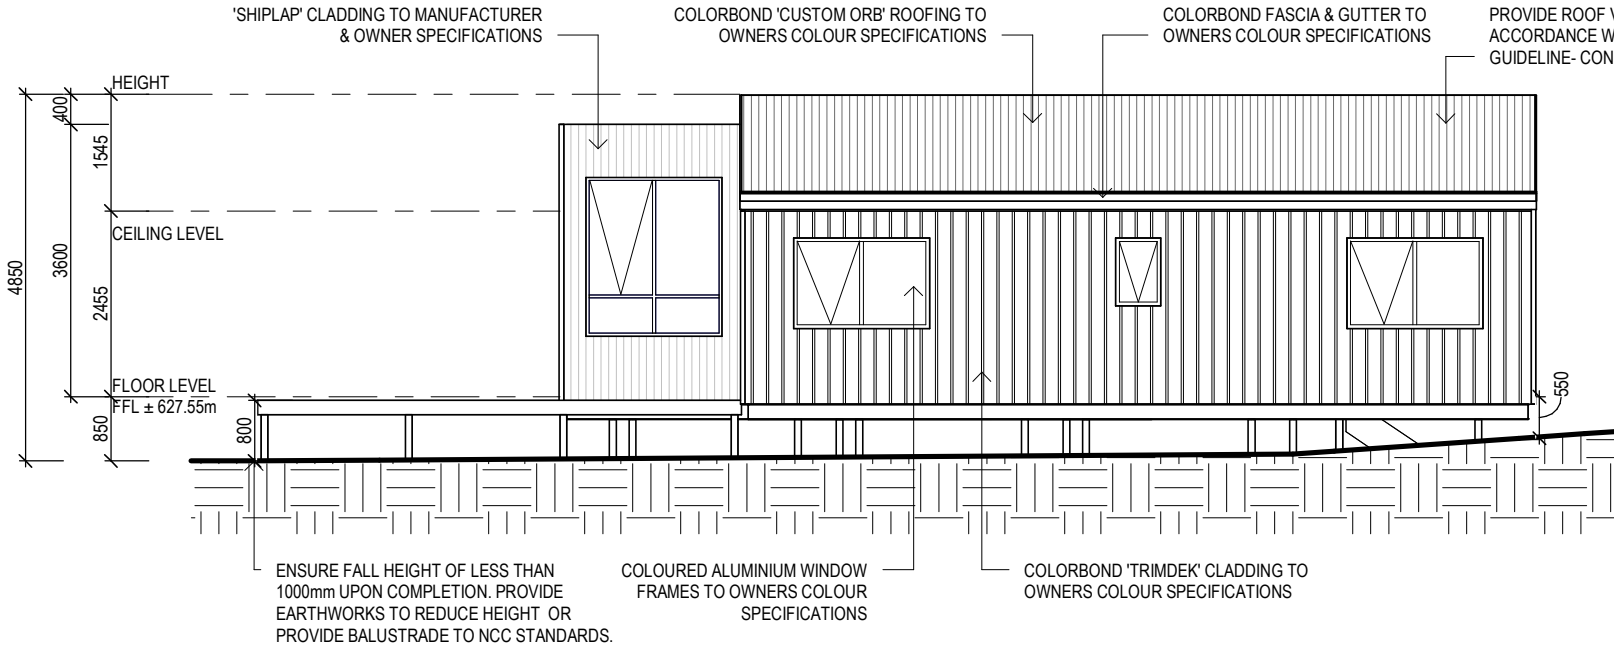 'SHIPLAP' CLADDING TO MANUFACTURER
& OWNER SPECIFICATIONS
COLORBOND 'CUSTOM ORB' ROOFING TO
OWNERS COLOUR SPECIFICATIONS
COLORBOND FASCIA & GUTTER TO
OWNERS COLOUR SPECIFICATIONS
PROVIDE ROOF
ACCORDANCE
GUIDELINE- CON
HEIGHT
400
1545
CEILING LEVEL
4850
3600
2455
FLOOR LEVEL
FFL ± 627.55m
850
800
550
ENSURE FALL HEIGHT OF LESS THAN
1000mm UPON COMPLETION. PROVIDE
EARTHWORKS TO REDUCE HEIGHT OR
PROVIDE BALUSTRADE TO NCC STANDARDS.
COLOURED ALUMINIUM WINDOW
FRAMES TO OWNERS COLOUR
SPECIFICATIONS
COLORBOND 'TRIMDEK' CLADDING TO
OWNERS COLOUR SPECIFICATIONS